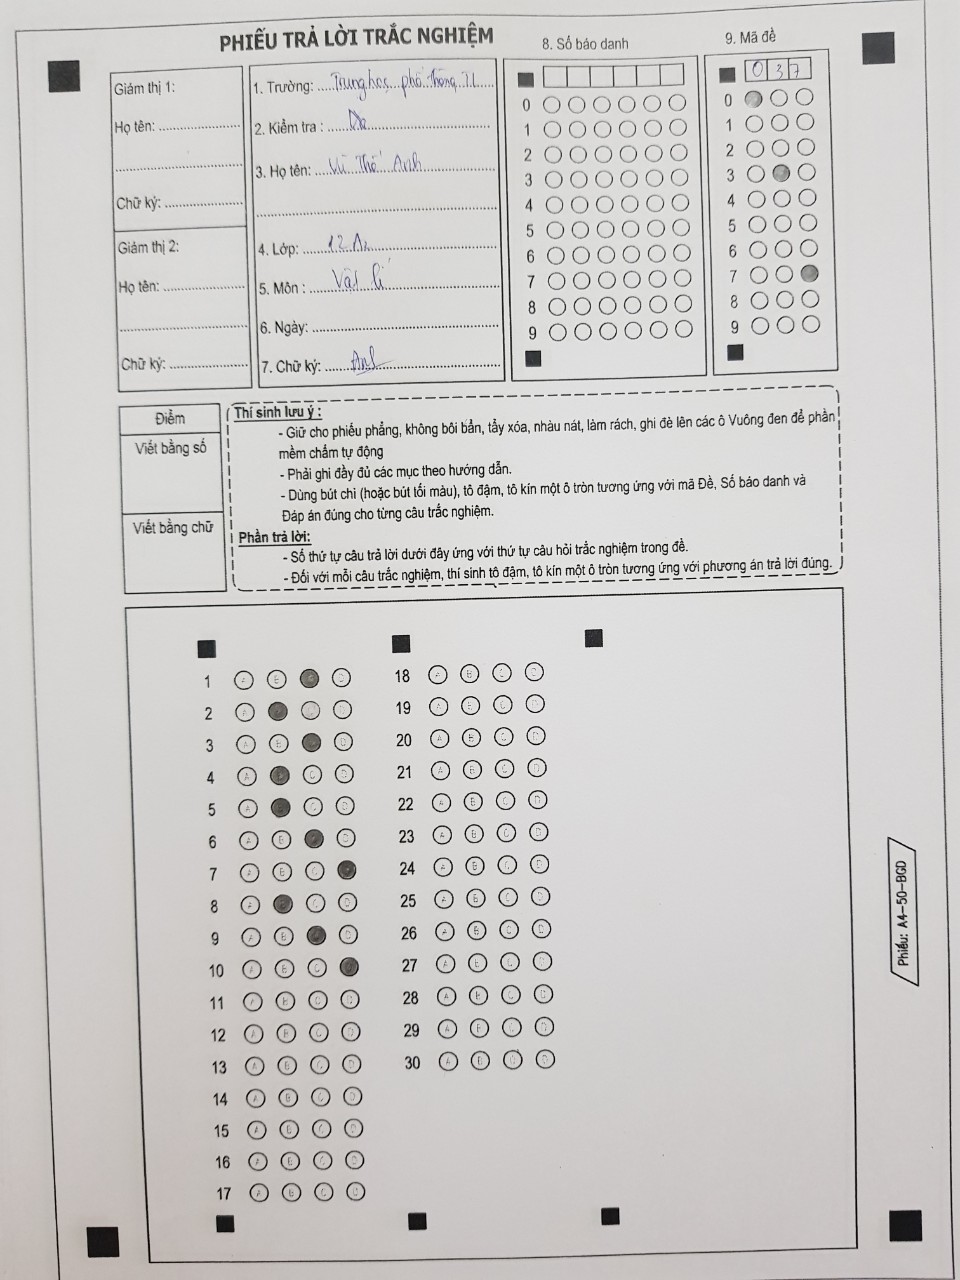 PHIẾU TRẢ LỜI TRẮC NGHIỆM
8. Số báo danh
9. Mã đề
037
Giám thị 1:
Họ tên:
Chữ ký:
Giám thị 2:
Họ tên:
Chữ ký:
1. Trường: Trung học phổ thông
2. Kiểm tra :
3. Họ tên: Vũ Thế Anh
4. Lớp: 12A1
5. Môn : Vật lí
6. Ngày:
7. Chữ ký: Anh
0
1
2
3
4
5
6
7
8
9
0
1
2
3
4
5
6
7
8
9
Điểm
Viết bằng số
Viết bằng chữ
Thí sinh lưu ý :
- Giữ cho phiếu phẳng, không bôi bẩn, tẩy xóa, nhàu nát, làm rách, ghi đè lên các ô Vuông đen để phần
mềm chấm tự động
- Phải ghi đầy đủ các mục theo hướng dẫn.
- Dùng bút chì (hoặc bút tối màu), tô đậm, tô kín một ô tròn tương ứng với mã Đề, Số báo danh và
Đáp án đúng cho từng câu trắc nghiệm.
Phần trả lời:
- Số thứ tự câu trả lời dưới đây ứng với thứ tự câu hỏi trắc nghiệm trong đề.
- Đối với mỗi câu trắc nghiệm, thí sinh tô đậm, tô kín một ô tròn tương ứng với phương án trả lời đúng.
1 A B D
2 A C D
3 A B D
4 A C D
5 A C D
6 A B D
7 A B C
8 A C D
9 A B D
10 A B C
11 A B C D
12 A B C D
13 A B C D
14 A B C D
15 A B C D
16 A B C D
17 A B C D
18 A B C D
19 A B C D
20 A B C D
21 A B C D
22 A B C D
23 A B C D
24 A B C D
25 A B C D
26 A B C D
27 A B C D
28 A B C D
29 A B C D
30 A B C D
Phiếu: A4-50-BGD